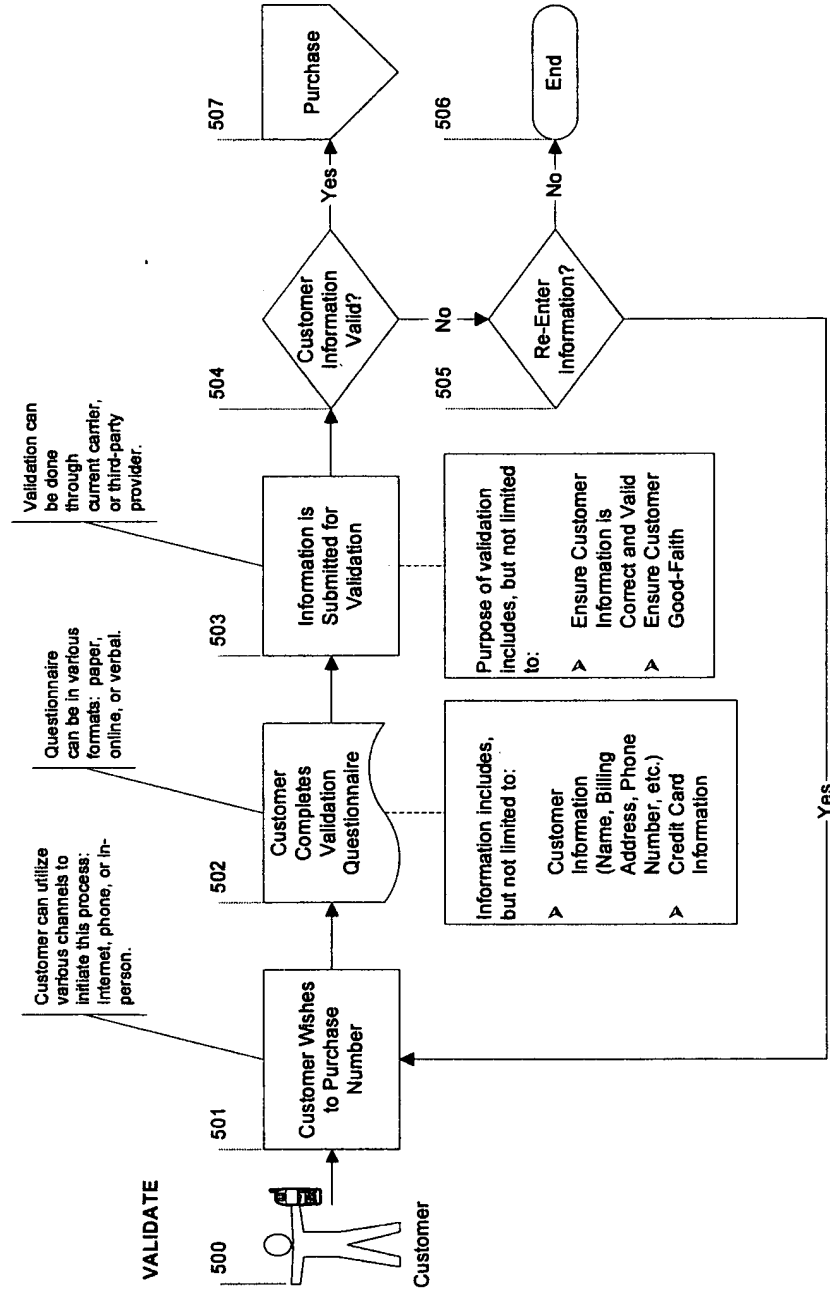 VALIDATE
500
Customer
501
Customer Wishes
to Purchase
Number
Customer can utilize
various channels to
initiate this process:
Internet, phone, or in-
person.
502
Customer
Completes
Validation
Questionnaire
Questionnaire
can be in various
formats: paper,
online, or verbal.
Information includes,
but not limited to:
➢ Customer
Information
(Name, Billing
Address, Phone
Number, etc.)
➢ Credit Card
Information
503
Information is
Submitted for
Validation
Validation can
be done
through
current carrier,
or third-party
provider.
Purpose of validation
includes, but not limited
to:
➢ Ensure Customer
Information is
Correct and Valid
➢ Ensure Customer
Good-Faith
504
Customer
Information
Valid?
Yes
507
Purchase
No
505
Re-Enter
Information?
No
506
End
Yes